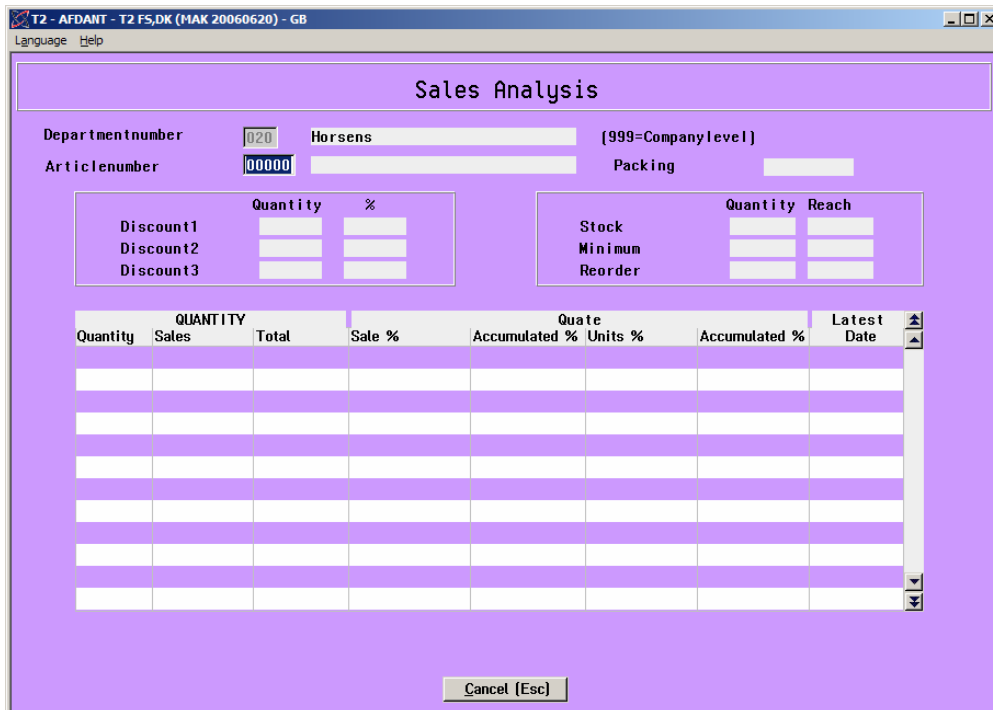 T2 - AFDANT - T2 FS,DK (MAK 20060620) - GB
Language Help
Sales Analysis
Departmentnumber 020 Horsens (999=Companylevel)
Articlenumber 00000 Packing
Quantity %
Discount1
Discount2
Discount3
Quantity Reach
Stock
Minimum
Reorder
QUANTITY Quate Latest
Quantity Sales Total Sale % Accumulated % Units % Accumulated % Date
Cancel (Esc)